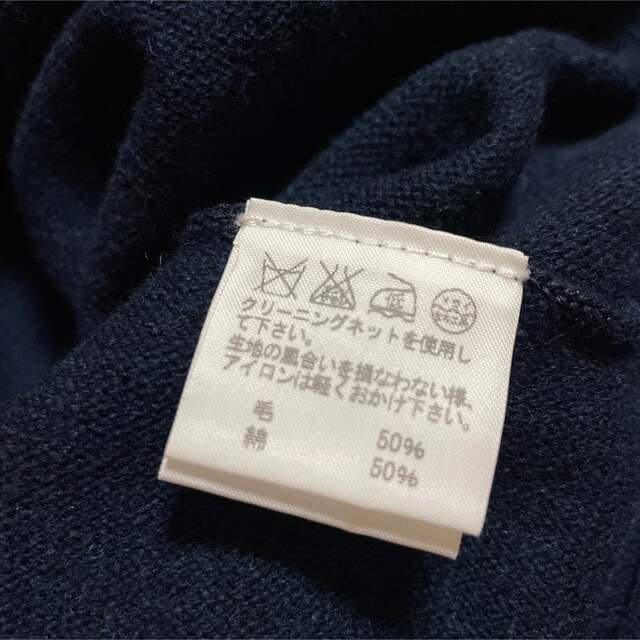 クリーニングネットを使用し
て下さい。
生地の風合いを損なわない様、
アイロンは軽くおかけ下さい。
毛 50%
綿 50%